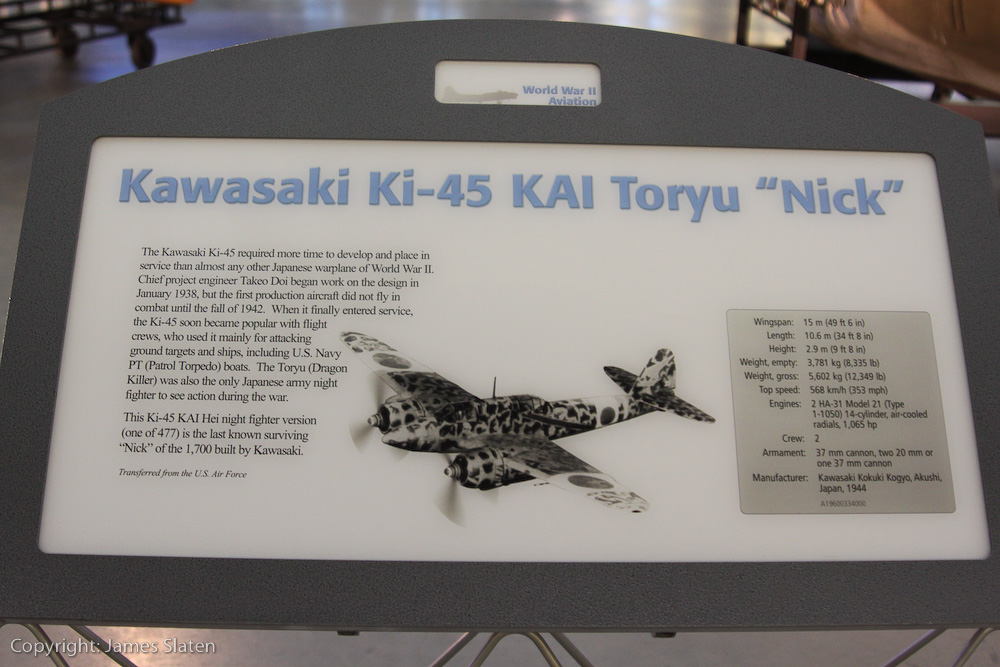 World War II
Aviation
Kawasaki Ki-45 KAI Toryu “Nick”
The Kawasaki Ki-45 required more time to develop and place in
service than almost any other Japanese warplane of World War II.
Chief project engineer Takeo Doi began work on the design in
January 1938, but the first production aircraft did not fly in
combat until the fall of 1942. When it finally entered service,
the Ki-45 soon became popular with flight
crews, who used it mainly for attacking
ground targets and ships, including U.S. Navy
PT (Patrol Torpedo) boats. The Toryu (Dragon
Killer) was also the only Japanese army night
fighter to see action during the war.
This Ki-45 KAI Hei night fighter version
(one of 477) is the last known surviving
“Nick” of the 1,700 built by Kawasaki.
Transferred from the U.S. Air Force
Wingspan: 15 m (49 ft 6 in)
Length: 10.6 m (34 ft 8 in)
Height: 2.9 m (9 ft 8 in)
Weight, empty: 3,781 kg (8,335 lb)
Weight, gross: 5,602 kg (12,349 lb)
Top speed: 568 km/h (353 mph)
Engines: 2 HA-31 Model 21 (Type
1-1050) 14-cylinder, air-cooled
radials, 1,065 hp
Crew: 2
Armament: 37 mm cannon, two 20 mm or
one 37 mm cannon
Manufacturer: Kawasaki Kokuki Kogyo, Akushi,
Japan, 1944
A19600334000
Copyright: James Slaten